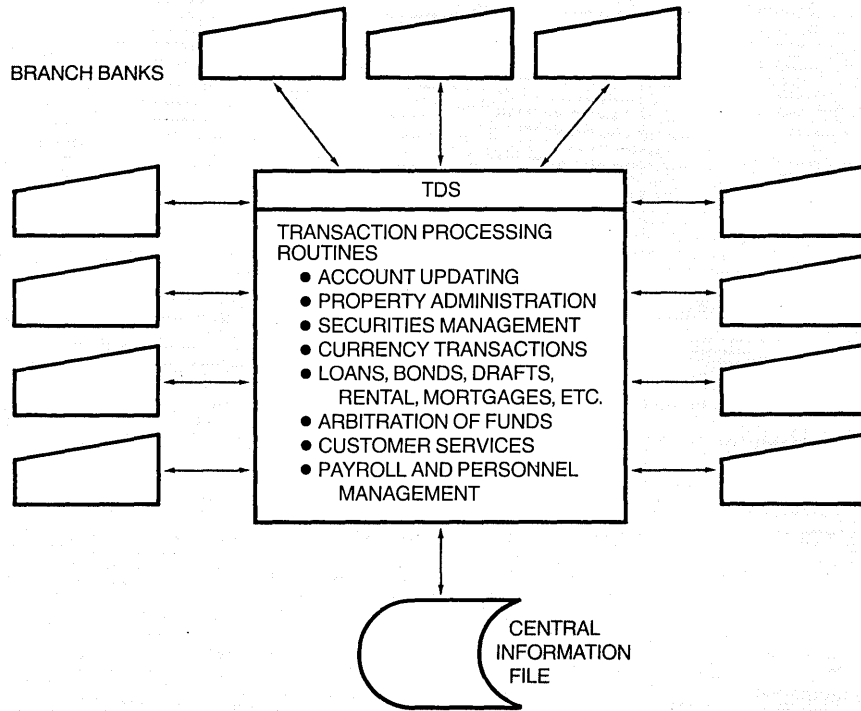 BRANCH BANKS
TDS
TRANSACTION PROCESSING
ROUTINES
● ACCOUNT UPDATING
● PROPERTY ADMINISTRATION
● SECURITIES MANAGEMENT
● CURRENCY TRANSACTIONS
● LOANS, BONDS, DRAFTS,
RENTAL, MORTGAGES, ETC.
● ARBITRATION OF FUNDS
● CUSTOMER SERVICES
● PAYROLL AND PERSONNEL
MANAGEMENT
CENTRAL
INFORMATION
FILE